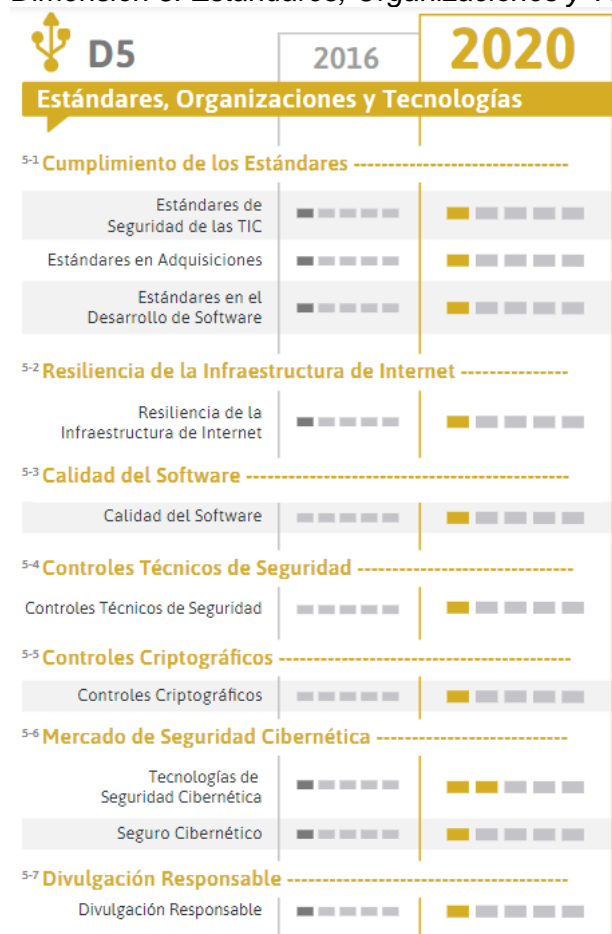 D5
2016
2020
Estándares, Organizaciones y Tecnologías
5-1 Cumplimiento de los Estándares
Estándares de
Seguridad de las TIC
Estándares en Adquisiciones
Estándares en el
Desarrollo de Software
5-2 Resiliencia de la Infraestructura de Internet
Resiliencia de la
Infraestructura de Internet
5-3 Calidad del Software
Calidad del Software
5-4 Controles Técnicos de Seguridad
Controles Técnicos de Seguridad
5-5 Controles Criptográficos
Controles Criptográficos
5-6 Mercado de Seguridad Cibernética
Tecnologías de
Seguridad Cibernética
Seguro Cibernético
5-7 Divulgación Responsable
Divulgación Responsable